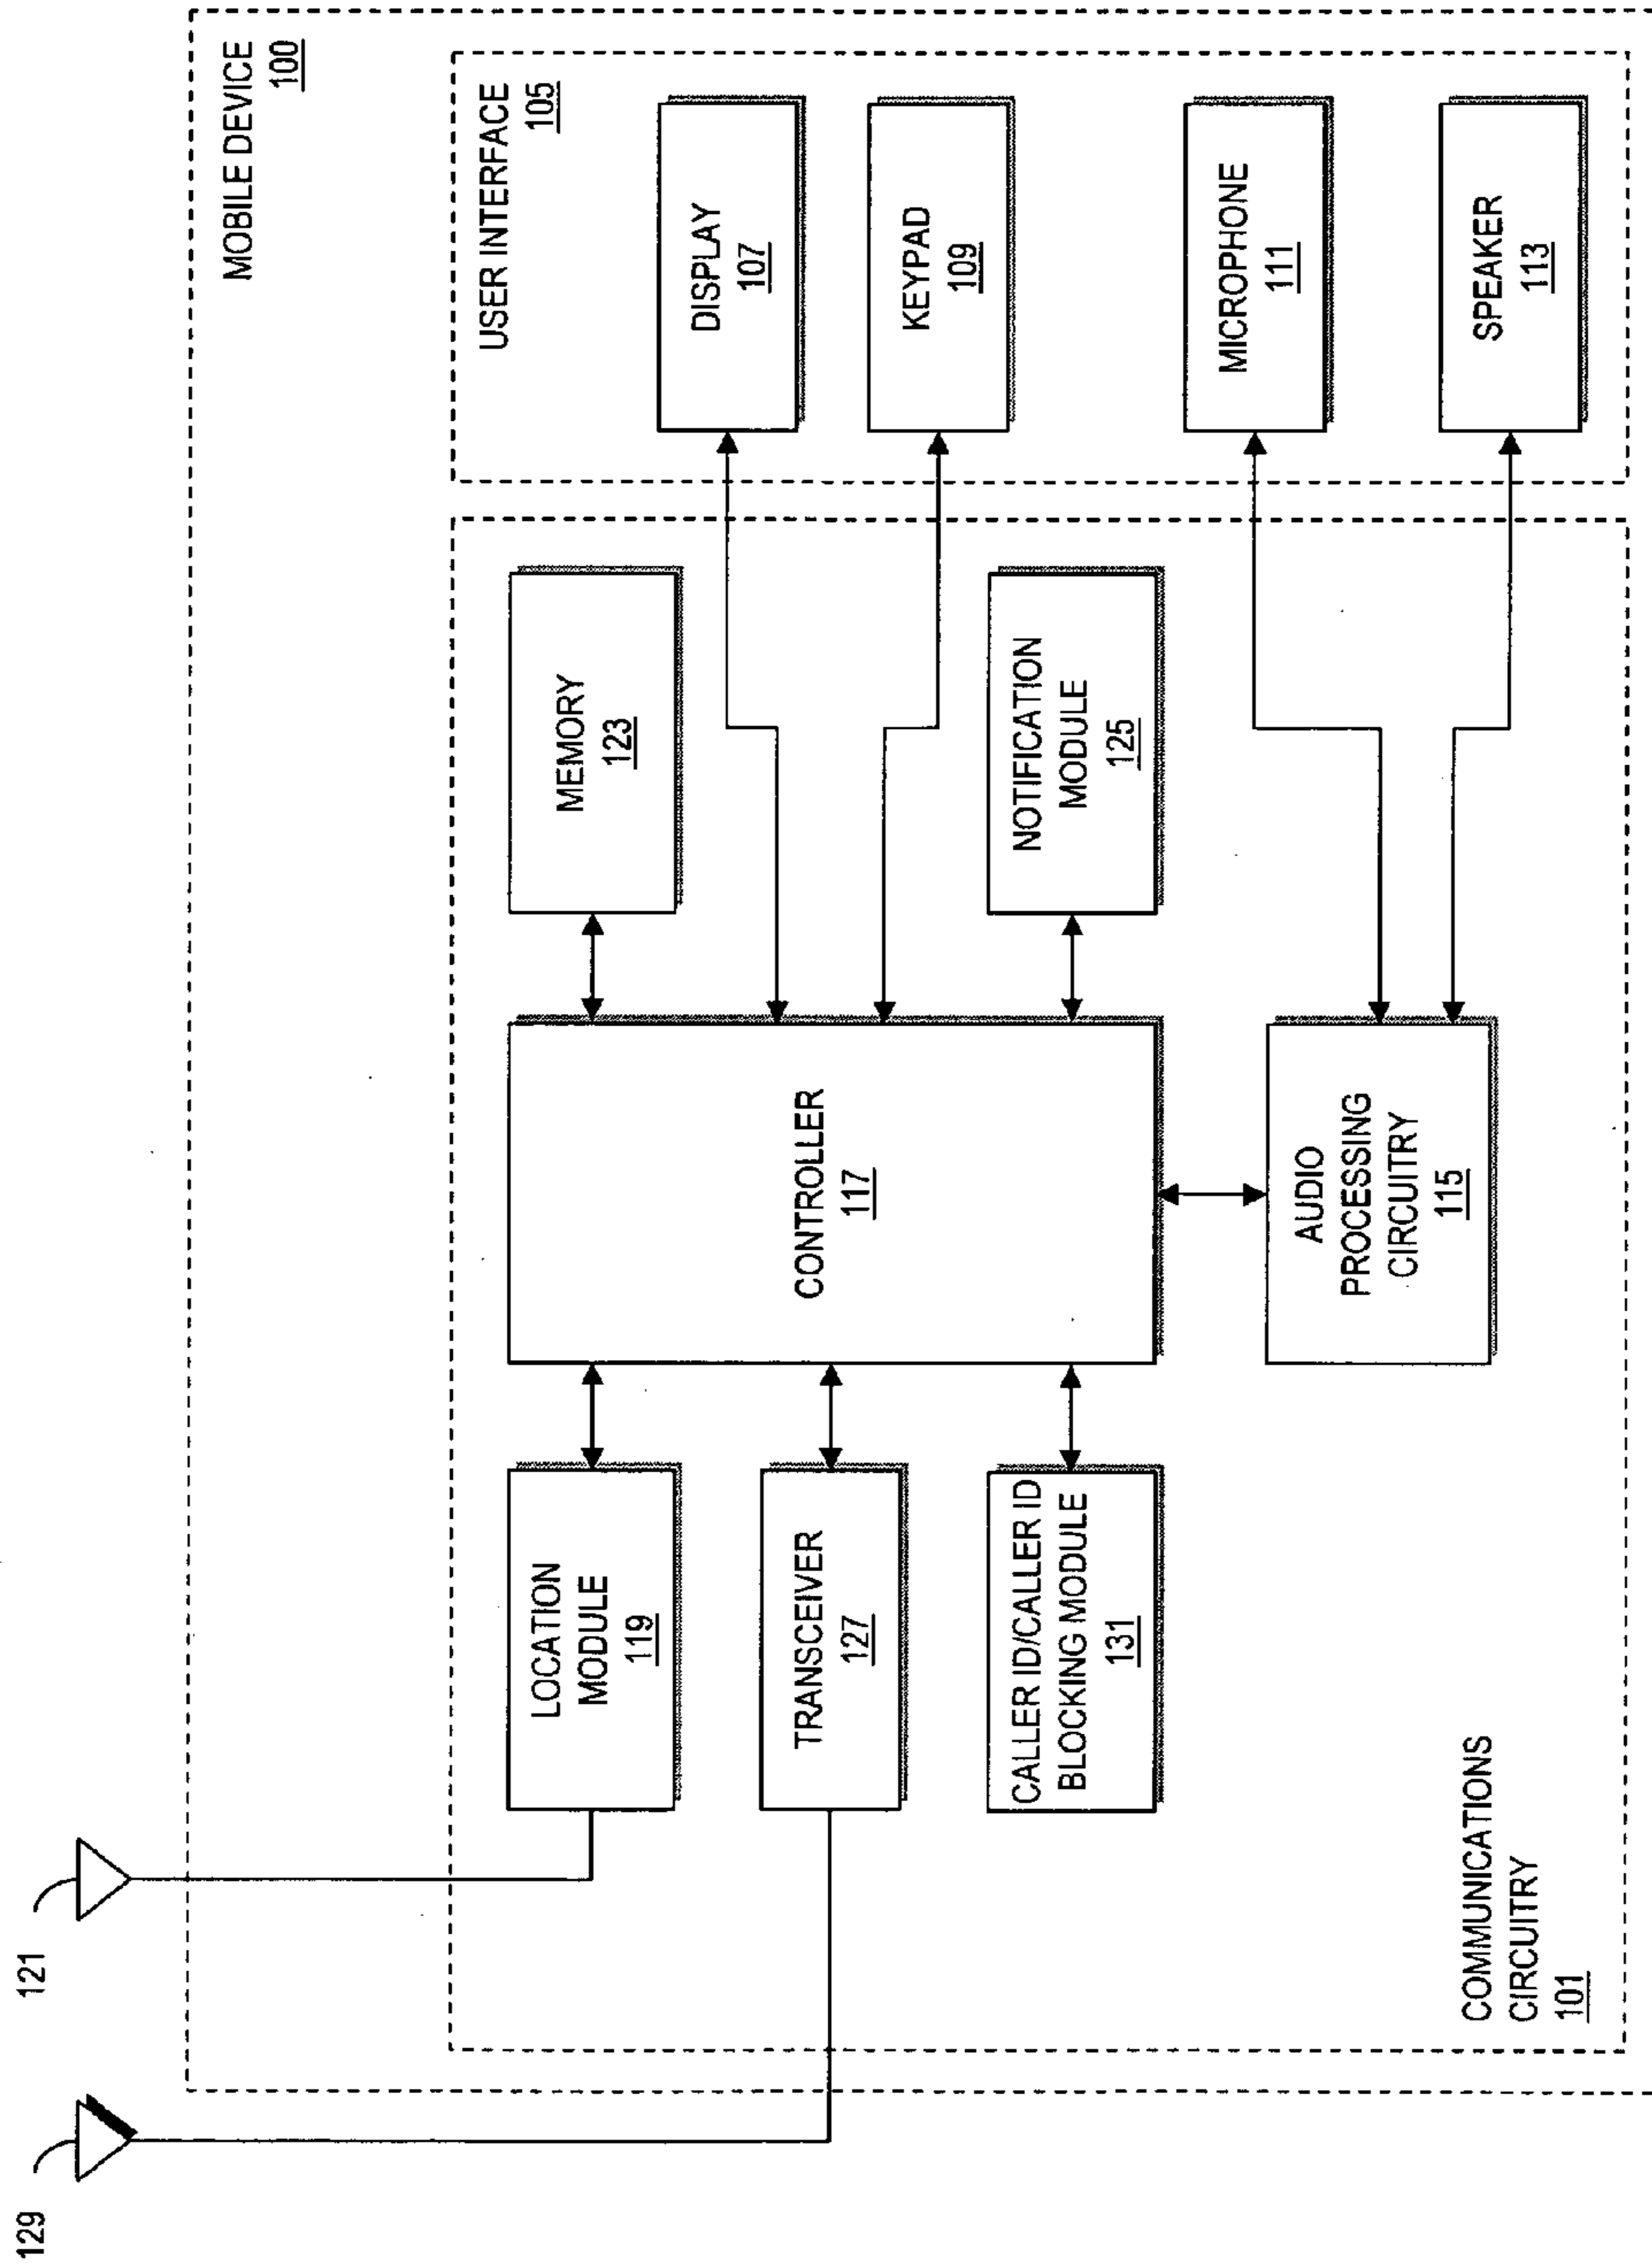 MOBILE DEVICE
100
USER INTERFACE
105
DISPLAY
107
KEYPAD
109
MICROPHONE
111
SPEAKER
113
MEMORY
123
NOTIFICATION
MODULE
125
CONTROLLER
117
AUDIO
PROCESSING
CIRCUITRY
115
LOCATION
MODULE
119
TRANSCEIVER
127
CALLER ID/CALLER ID
BLOCKING MODULE
131
COMMUNICATIONS
CIRCUITRY
101
121
129